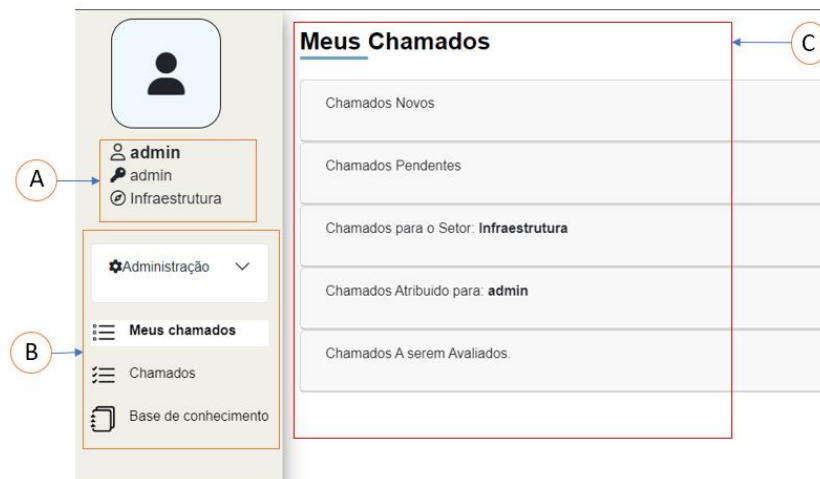 A
admin
admin
Infraestrutura
B
Administração
Meus chamados
Chamados
Base de conhecimento
Meus Chamados
C
Chamados Novos
Chamados Pendentes
Chamados para o Setor: Infraestrutura
Chamados Atribuido para: admin
Chamados A serem Avaliados.